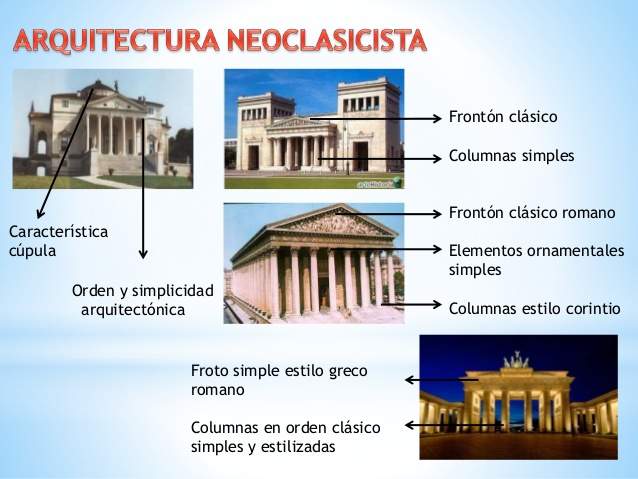 ARQUITECTURA NEOCLASICISTA
Frontón clásico
Columnas simples
arteHistoria
Característica
cúpula
Orden y simplicidad
arquitectónica
Frontón clásico romano
Elementos ornamentales
simples
Columnas estilo corintio
Froto simple estilo greco
romano
Columnas en orden clásico
simples y estilizadas